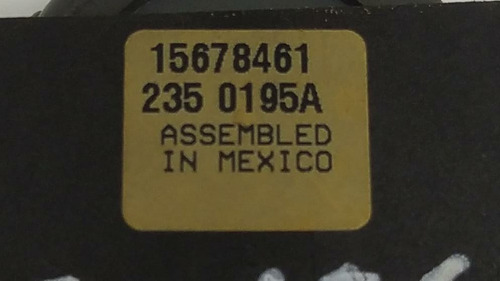 15678461
235 0195A
ASSEMBLED
IN MEXICO